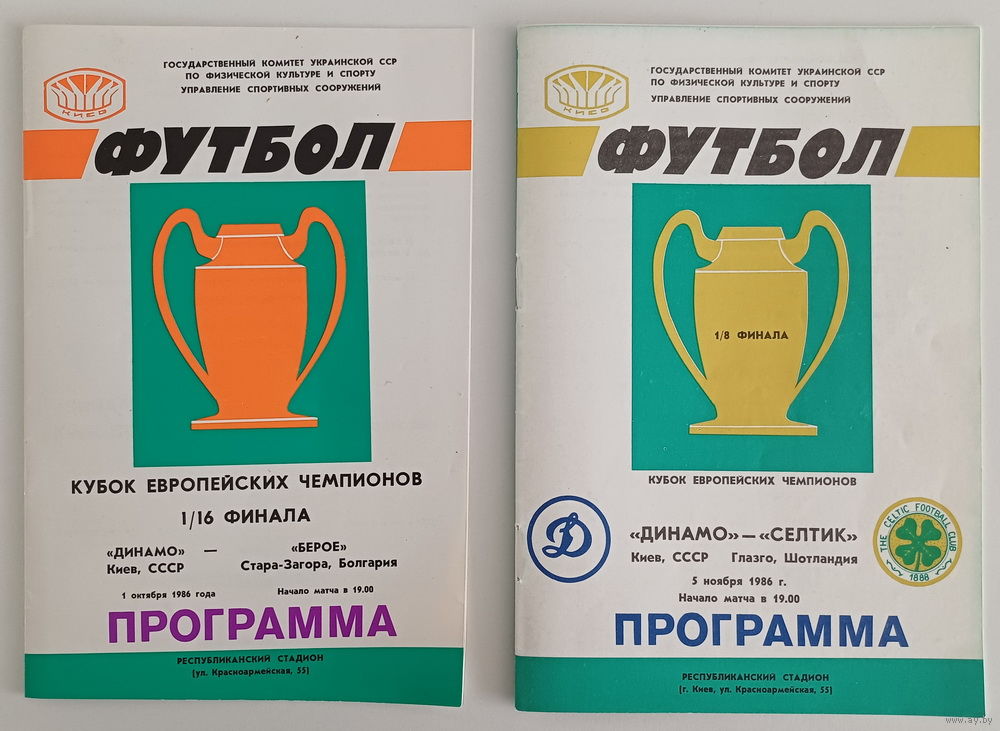 ГОСУДАРСТВЕННЫЙ КОМИТЕТ УКРАИНСКОЙ ССР
ПО ФИЗИЧЕСКОЙ КУЛЬТУРЕ И СПОРТУ
УПРАВЛЕНИЕ СПОРТИВНЫХ СООРУЖЕНИЙ
КИЕВ
ФУТБОЛ
КУБОК ЕВРОПЕЙСКИХ ЧЕМПИОНОВ
1/16 ФИНАЛА
«ДИНАМО» — «БЕРОЕ»
Киев, СССР Стара-Загора, Болгария
1 октября 1986 года Начало матча в 19.00
ПРОГРАММА
РЕСПУБЛИКАНСКИЙ СТАДИОН
(ул. Красноармейская, 55)
ГОСУДАРСТВЕННЫЙ КОМИТЕТ УКРАИНСКОЙ ССР
ПО ФИЗИЧЕСКОЙ КУЛЬТУРЕ И СПОРТУ
УПРАВЛЕНИЕ СПОРТИВНЫХ СООРУЖЕНИЙ
КИЕВ
ФУТБОЛ
1/8 ФИНАЛА
КУБОК ЕВРОПЕЙСКИХ ЧЕМПИОНОВ
Д
«ДИНАМО»—«СЕЛТИК»
Киев, СССР Глазго, Шотландия
THE CELTIC FOOTBALL CLUB
1888
5 ноября 1986 г.
Начало матча в 19.00
ПРОГРАММА
РЕСПУБЛИКАНСКИЙ СТАДИОН
(г. Киев, ул. Красноармейская, 55)
www.ay.by